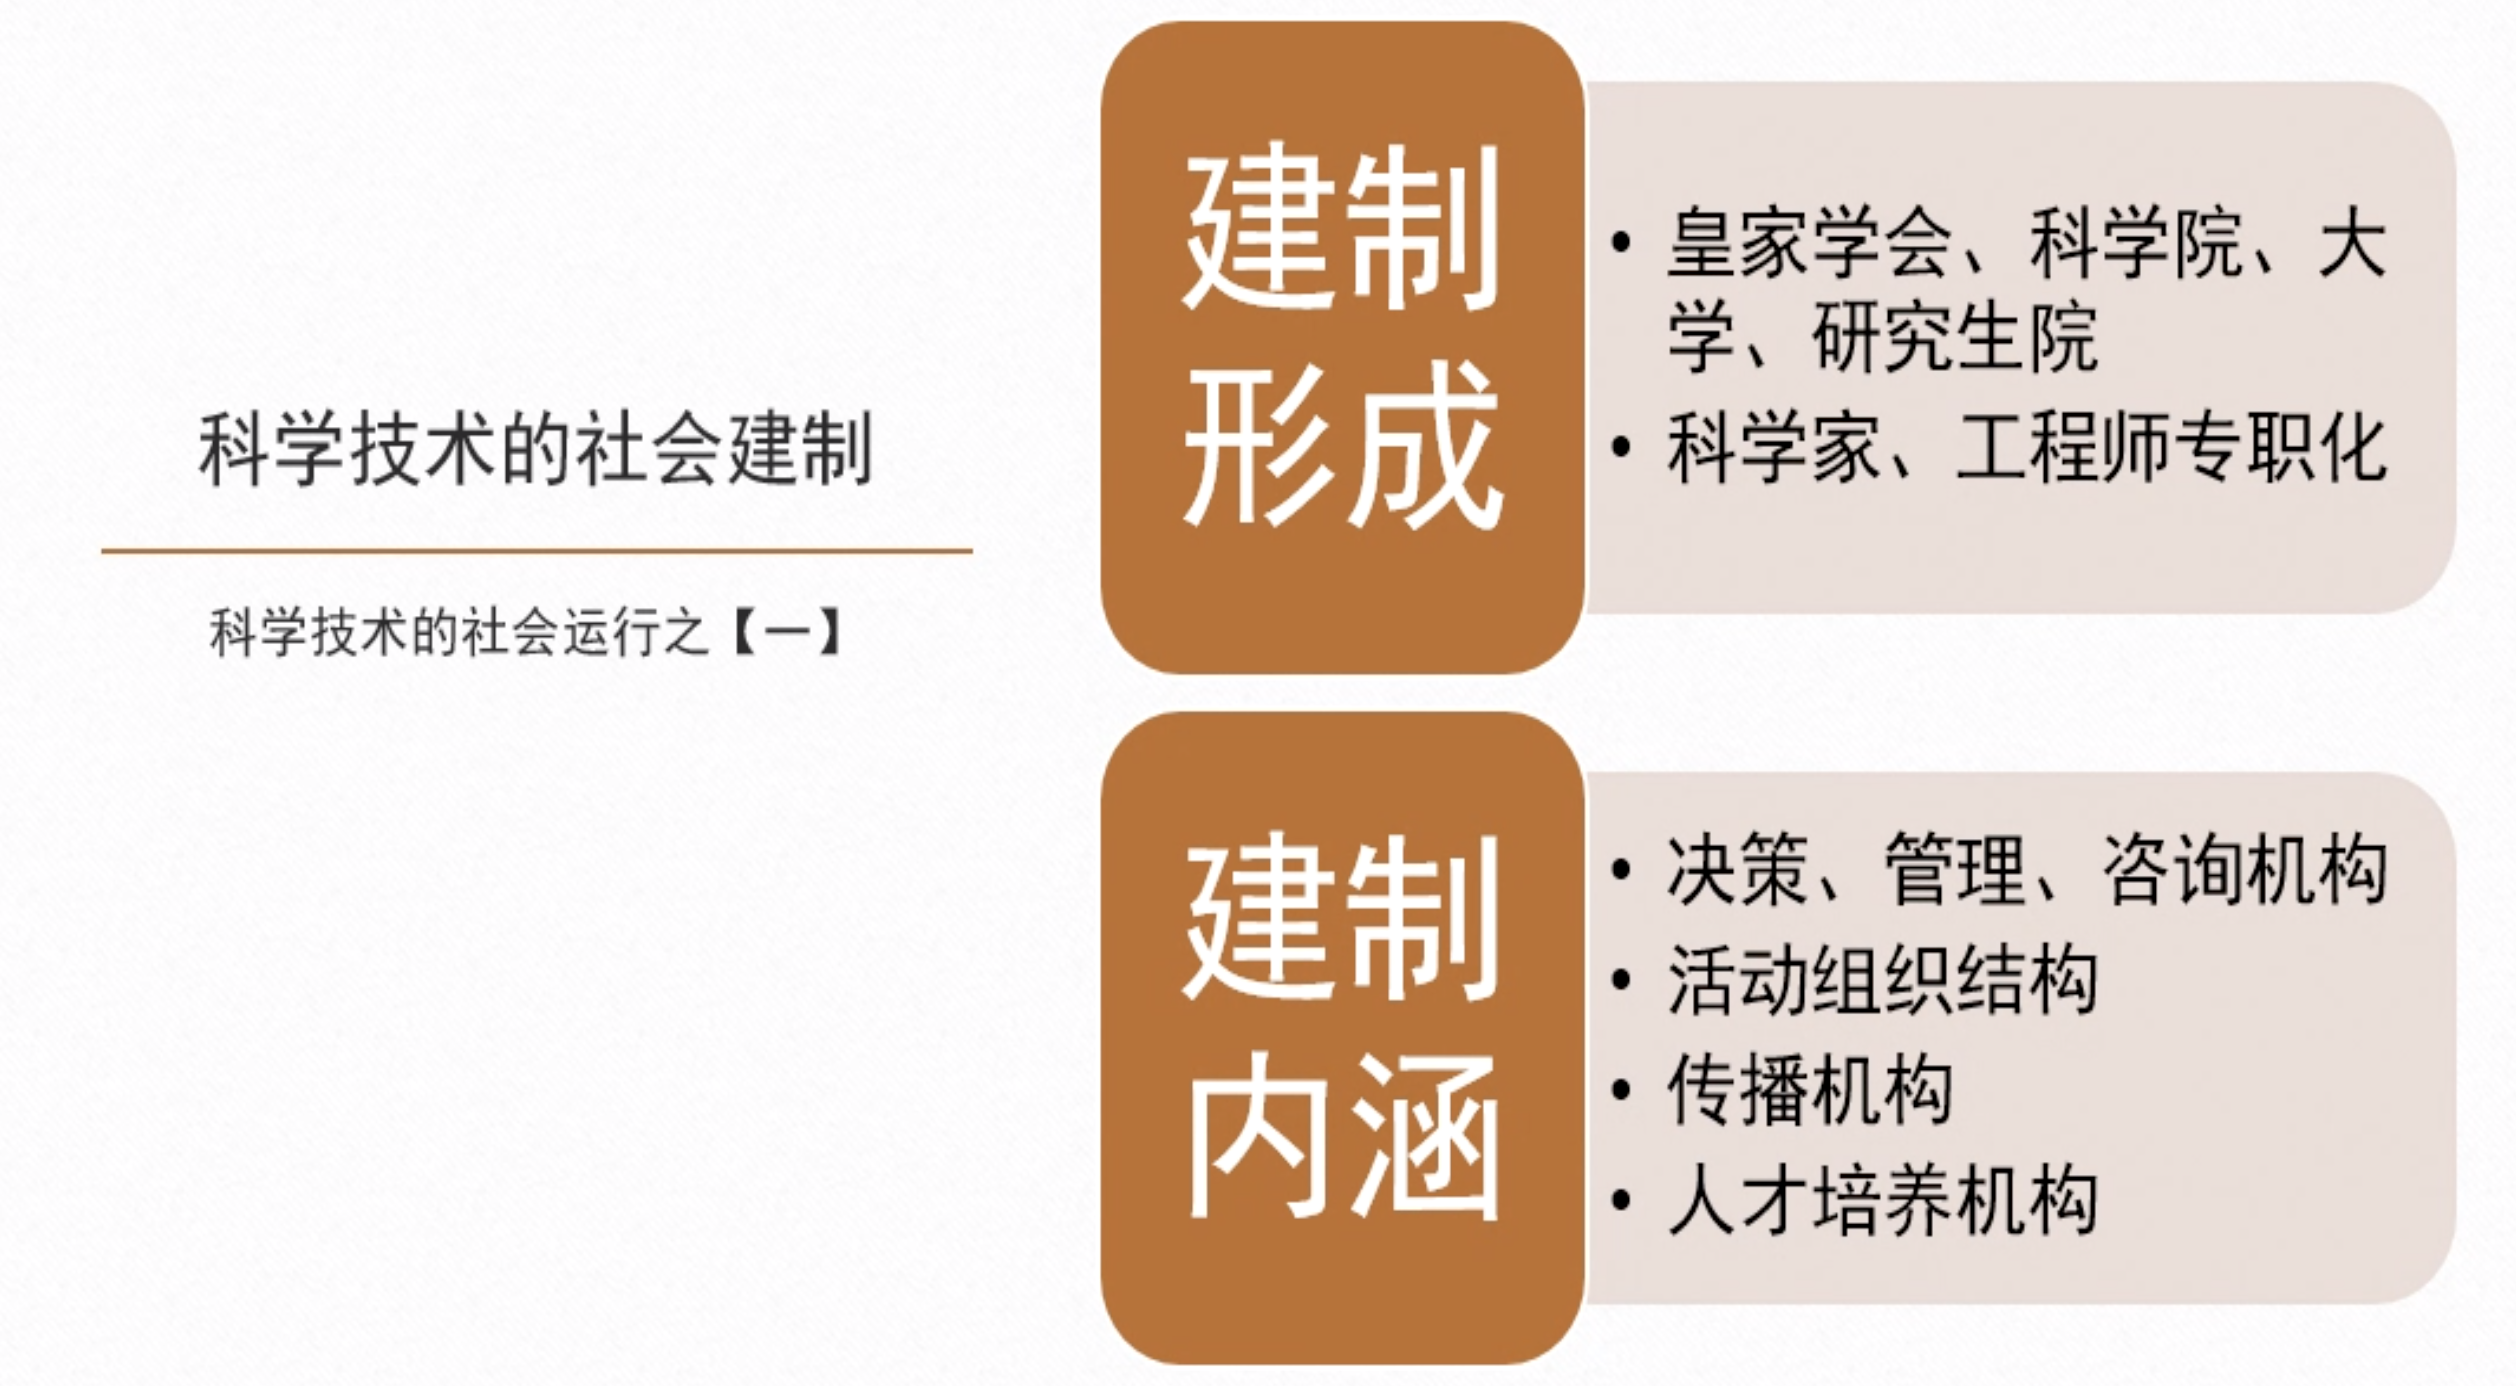 科学技术的社会建制
科学技术的社会运行之【一】
建制
形成
• 皇家学会、科学院、大
学、研究生院
• 科学家、工程师专职化
建制
内涵
• 决策、管理、咨询机构
• 活动组织结构
• 传播机构
• 人才培养机构